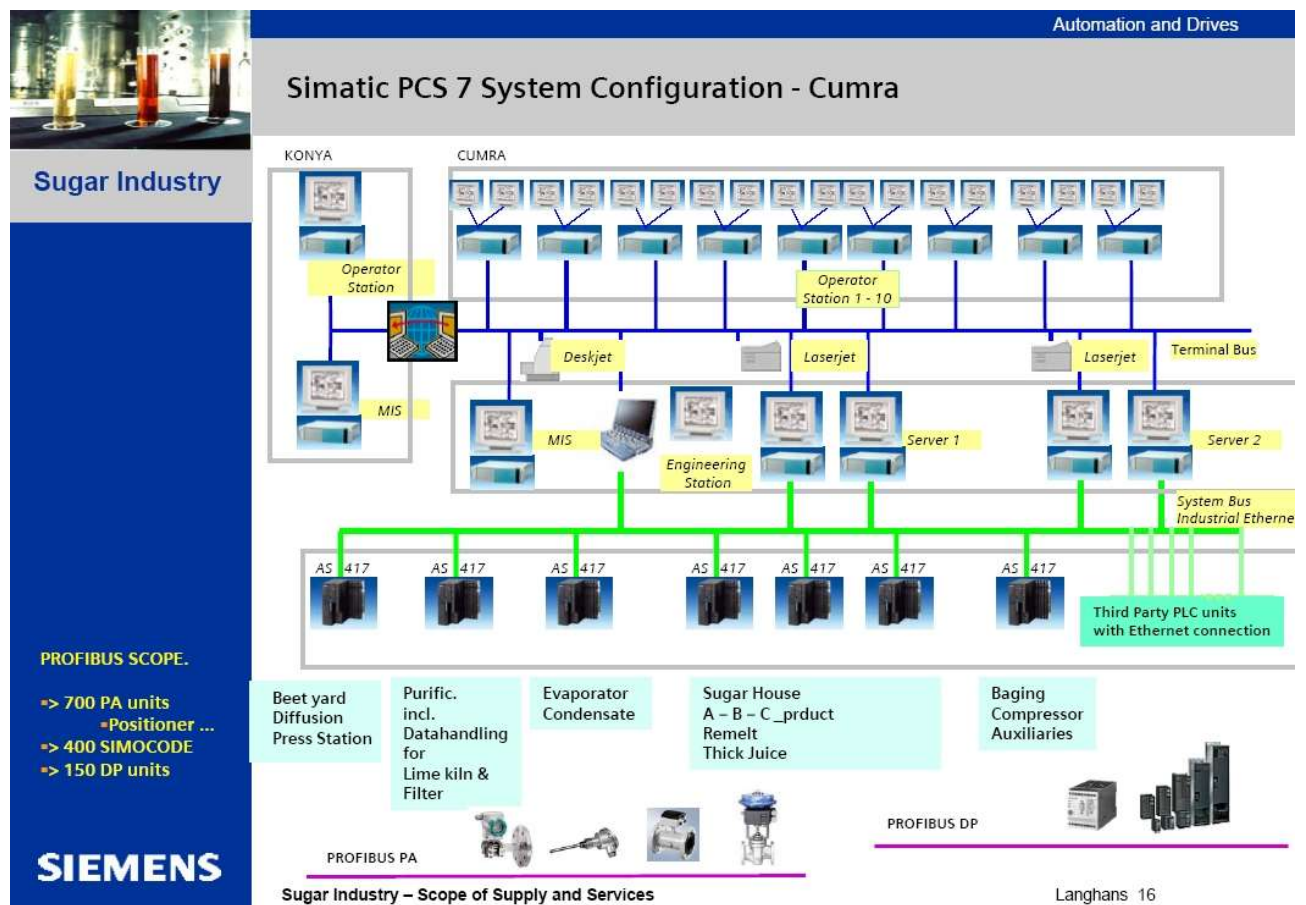 Automation and Drives
Simatic PCS 7 System Configuration - Cumra
Sugar Industry
KONYA
CUMRA
Operator
Station
Operator
Station 1 - 10
Deskjet
Laserjet
Laserjet
Terminal Bus
MIS
MIS
Engineering
Station
Server 1
Server 2
System Bus
Industrial Etherne
AS 417
AS 417
AS 417
AS 417
AS 417
AS 417
AS 417
Third Party PLC units
with Ethernet connection
PROFIBUS SCOPE.
-> 700 PA units
Positioner ...
-> 400 SIMOCODE
-> 150 DP units
Beet yard
Diffusion
Press Station
Purific.
incl.
Datahandling
for
Lime kiln &
Filter
Evaporator
Condensate
Sugar House
A – B – C _prduct
Remelt
Thick Juice
Baging
Compressor
Auxiliaries
PROFIBUS PA
PROFIBUS DP
SIEMENS
Sugar Industry – Scope of Supply and Services
Langhans 16